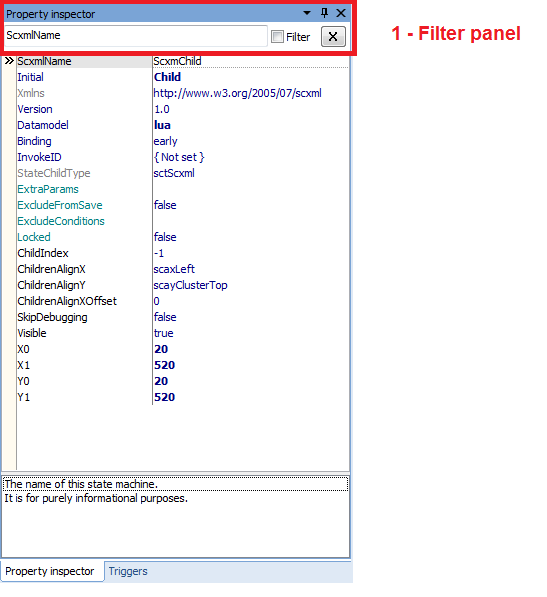 Property inspector
ScxmlName
Filter
X
1 - Filter panel
ScxmlName ScxmChild
Initial Child
Xmlns http://www.w3.org/2005/07/scxml
Version 1.0
Datamodel lua
Binding early
InvokeID { Not set }
StateChildType sctScxml
ExtraParams
ExcludeFromSave false
ExcludeConditions
Locked false
ChildIndex -1
ChildrenAlignX scaxLeft
ChildrenAlignY scayClusterTop
ChildrenAlignXOffset 0
SkipDebugging false
Visible true
X0 20
X1 520
Y0 20
Y1 520
The name of this state machine.
It is for purely informational purposes.
Property inspector Triggers